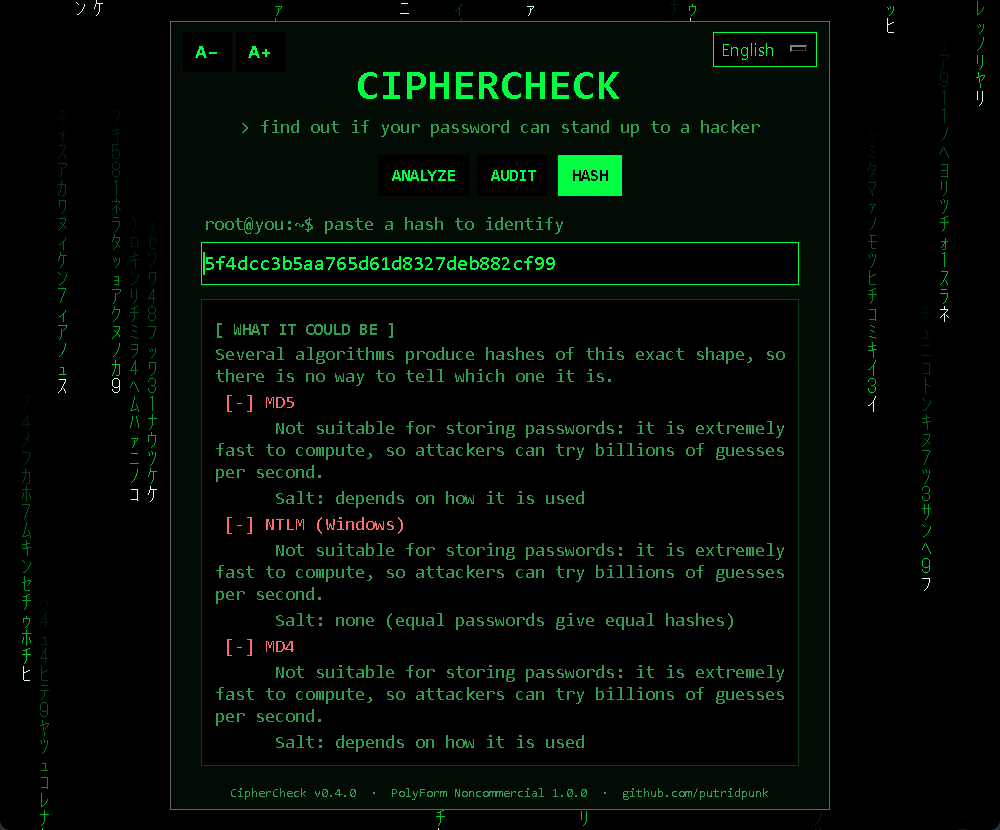 A-
A+
English
CIPHERCHECK
> find out if your password can stand up to a hacker
ANALYZE
AUDIT
HASH
root@you:~$ paste a hash to identify
5f4dcc3b5aa765d61d8327deb882cf99
[ WHAT IT COULD BE ]
Several algorithms produce hashes of this exact shape, so
there is no way to tell which one it is.
[-] MD5
Not suitable for storing passwords: it is extremely
fast to compute, so attackers can try billions of guesses
per second.
Salt: depends on how it is used
[-] NTLM (Windows)
Not suitable for storing passwords: it is extremely
fast to compute, so attackers can try billions of guesses
per second.
Salt: none (equal passwords give equal hashes)
[-] MD4
Not suitable for storing passwords: it is extremely
fast to compute, so attackers can try billions of guesses
per second.
Salt: depends on how it is used
CipherCheck v0.4.0 · PolyForm Noncommercial 1.0.0 · github.com/putridpunk